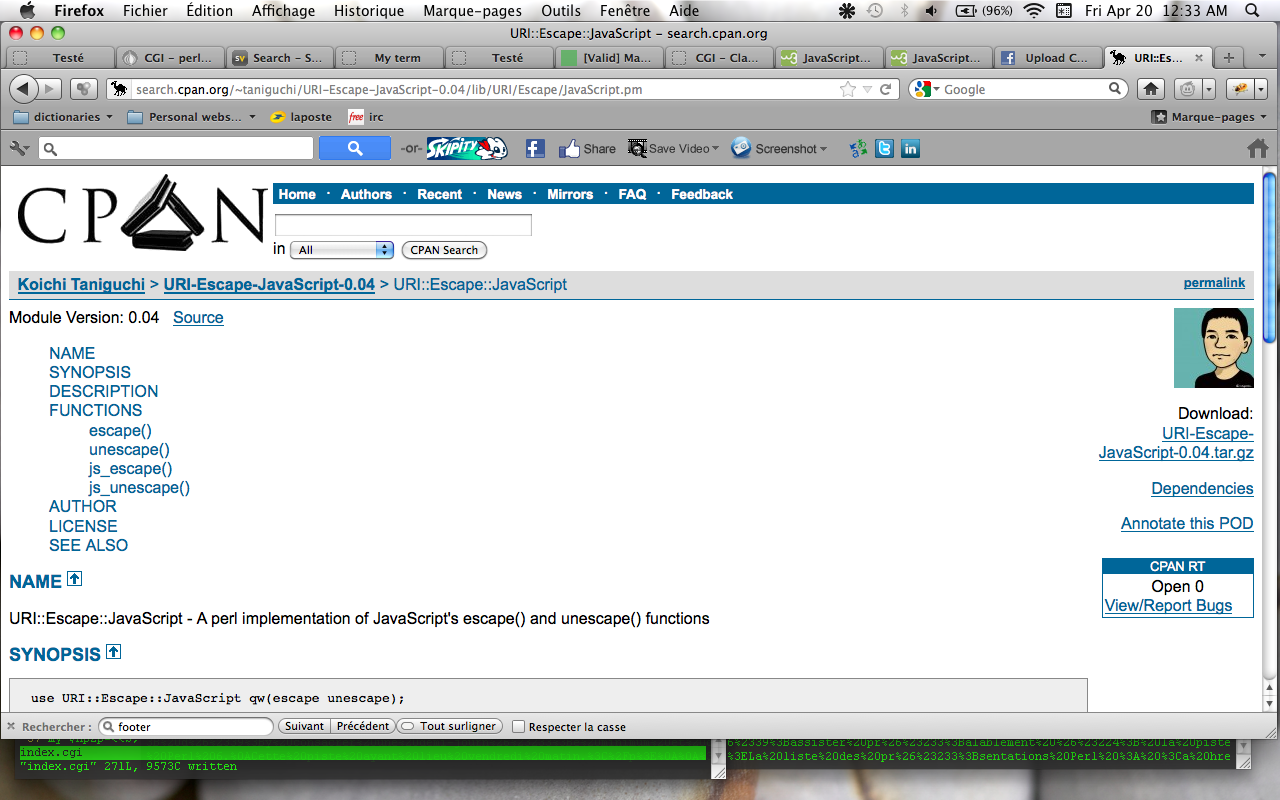 Firefox Fichier Édition Affichage Historique Marque-pages Outils Fenêtre Aide (96%) Fri Apr 20 12:33 AM
URI::Escape::JavaScript – search.cpan.org
Testé CGI – perl... Search – S... My term Testé [Valid] Ma... CGI – Cla... JavaScript... JavaScript... Upload C... URI::Es...
search.cpan.org/~taniguchi/URI-Escape-JavaScript-0.04/lib/URI/Escape/JavaScript.pm Google
dictionaries Personal webs... laposte free irc Marque-pages
-or- SKIPITY Share Save Video Screenshot
CPAN
Home · Authors · Recent · News · Mirrors · FAQ · Feedback
in All CPAN Search
Koichi Taniguchi > URI-Escape-JavaScript-0.04 > URI::Escape::JavaScript permalink
Module Version: 0.04 Source
NAME
SYNOPSIS
DESCRIPTION
FUNCTIONS
escape()
unescape()
js_escape()
js_unescape()
AUTHOR
LICENSE
SEE ALSO
Download:
URI-Escape-
JavaScript-0.04.tar.gz
Dependencies
Annotate this POD
CPAN RT
Open 0
View/Report Bugs
NAME
URI::Escape::JavaScript - A perl implementation of JavaScript's escape() and unescape() functions
SYNOPSIS
use URI::Escape::JavaScript qw(escape unescape);
Rechercher : footer Suivant Précédent Tout surligner Respecter la casse
index.cgi
"index.cgi" 271L, 9573C written
6%2339%3Bassister%20pr%26%23233%3Balablement%20%26%23224%3B%20la%20piste
%3ELa%20liste%20des%20pr%26%23233%3Bsentations%20Perl%20%3A%20%3Ca%20hre